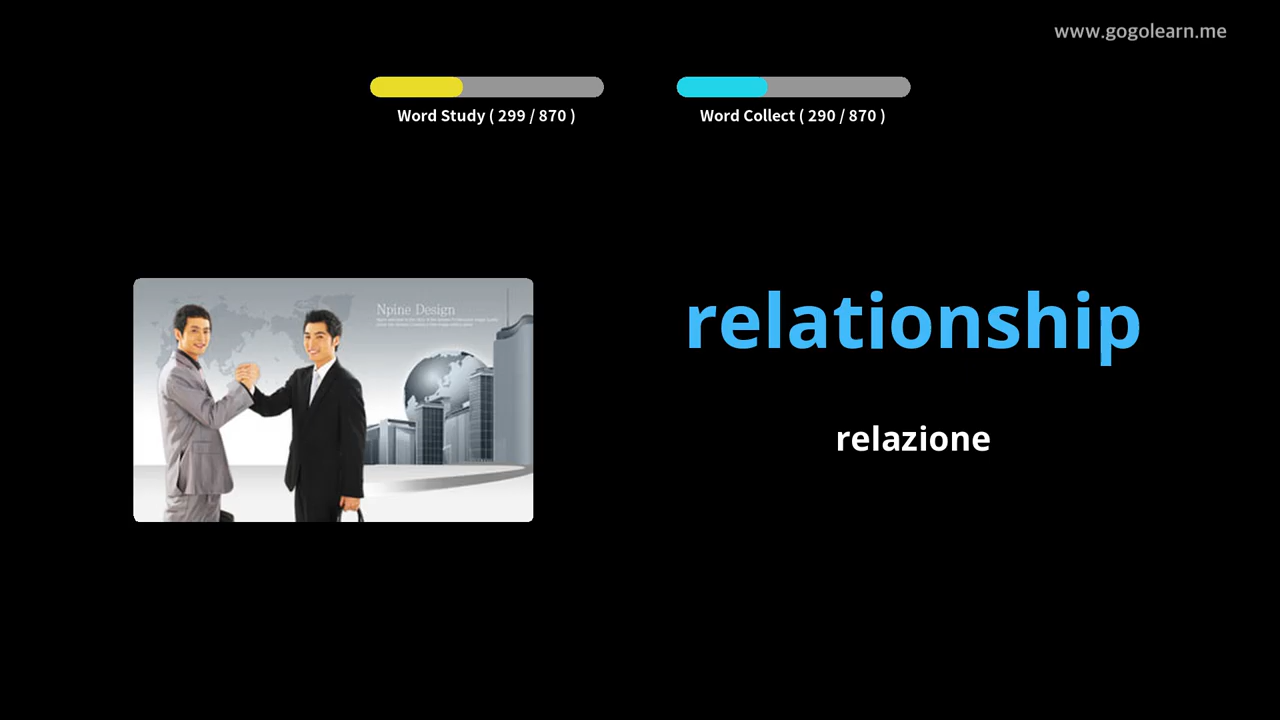 www.gogolearn.me
Word Study ( 299 / 870 )
Word Collect ( 290 / 870 )
Npine Design
relationship
relazione